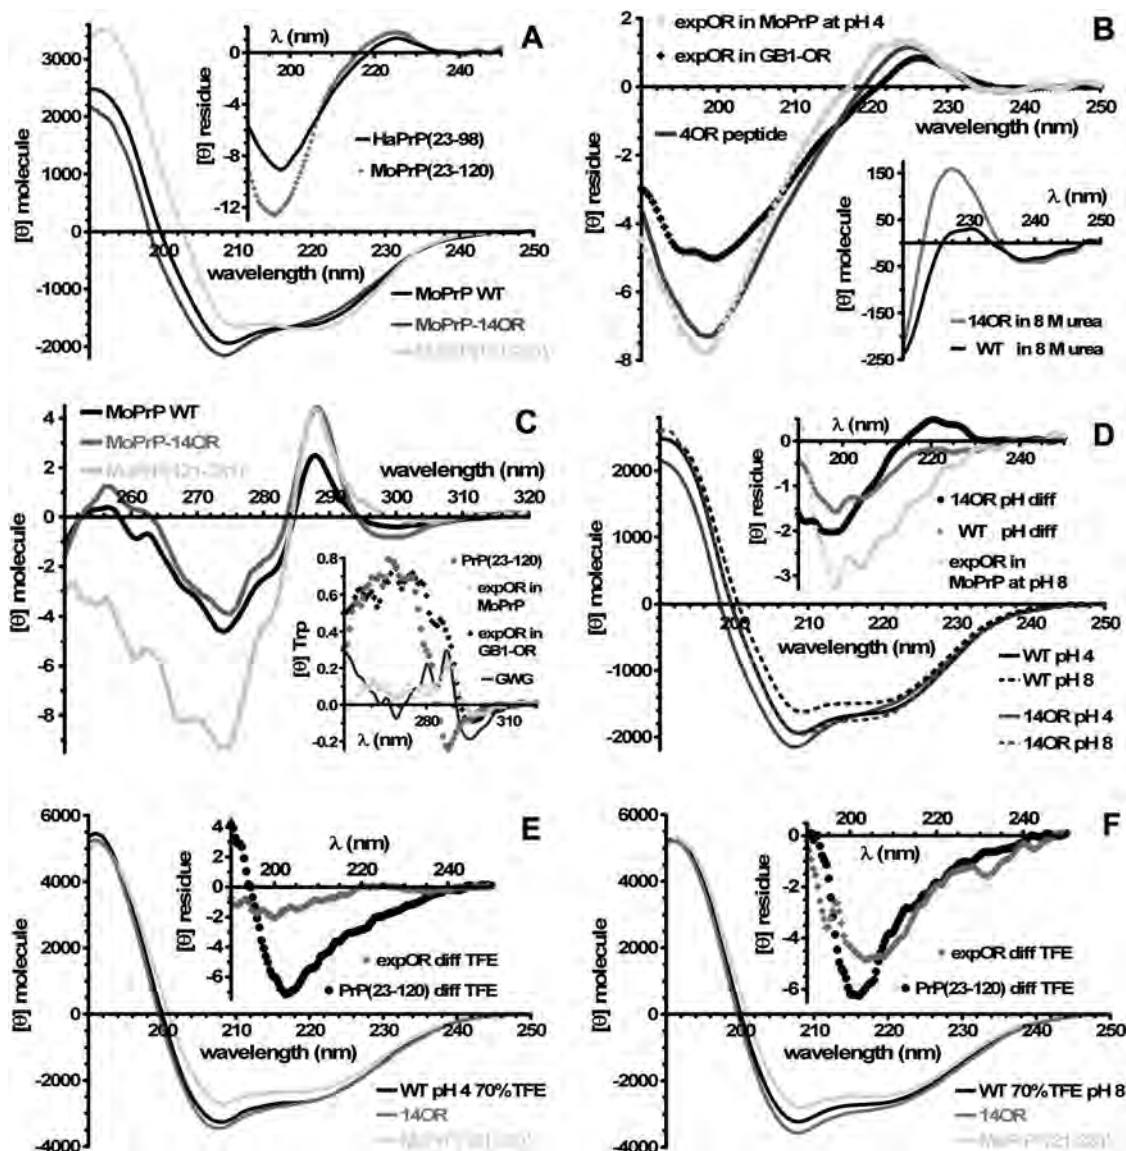 A
3000
2000
1000
0
-1000
-2000
[θ] molecule
200 210 220 230 240 250
wavelength (nm)
λ (nm)
200 220 240
0
-4
-8
-12
[θ] residue
HaPrP(23-98)
MoPrP(23-120)
MoPrP WT
MoPrP-14OR
B
2
0
-2
-4
-6
-8
[θ] residue
expOR in MoPrP at pH 4
expOR in GB1-OR
4OR peptide
200 210 220 230 240 250
wavelength (nm)
λ (nm)
150
50
-50
-150
-250
[θ] molecule
230 240 250
14OR in 8 M urea
WT in 8 M urea
C
4
2
0
-2
-4
-6
-8
[θ] molecule
MoPrP WT
MoPrP-14OR
wavelength (nm)
260 270 280 290 300 310 320
0.8
0.6
0.4
0.2
0.0
-0.2
[θ] Trp
PrP(23-120)
expOR in
MoPrP
expOR in
GB1-OR
GWG
280 310
λ (nm)
D
2000
1000
0
-1000
-2000
[θ] molecule
λ (nm)
200 220 240
0
-1
-2
-3
[θ] residue
14OR pH diff
WT pH diff
expOR in
MoPrP at pH 8
200 210 220 230 240 250
wavelength (nm)
WT pH 4
WT pH 8
14OR pH 4
14OR pH 8
E
6000
4000
2000
0
-2000
-4000
[θ] molecule
λ (nm)
4
2
0
-2
-4
-6
[θ] residue
200 220 240
expOR diff TFE
PrP(23-120) diff TFE
200 210 220 230 240 250
wavelength (nm)
WT pH 4 70%TFE
14OR
F
6000
4000
2000
0
-2000
-4000
[θ] molecule
200 210 220 230 240
λ (nm)
0
-2
-4
-6
[θ] residue
expOR diff TFE
PrP(23-120) diff TFE
200 210 220 230 240 250
wavelength (nm)
WT 70%TFE pH 8
14OR